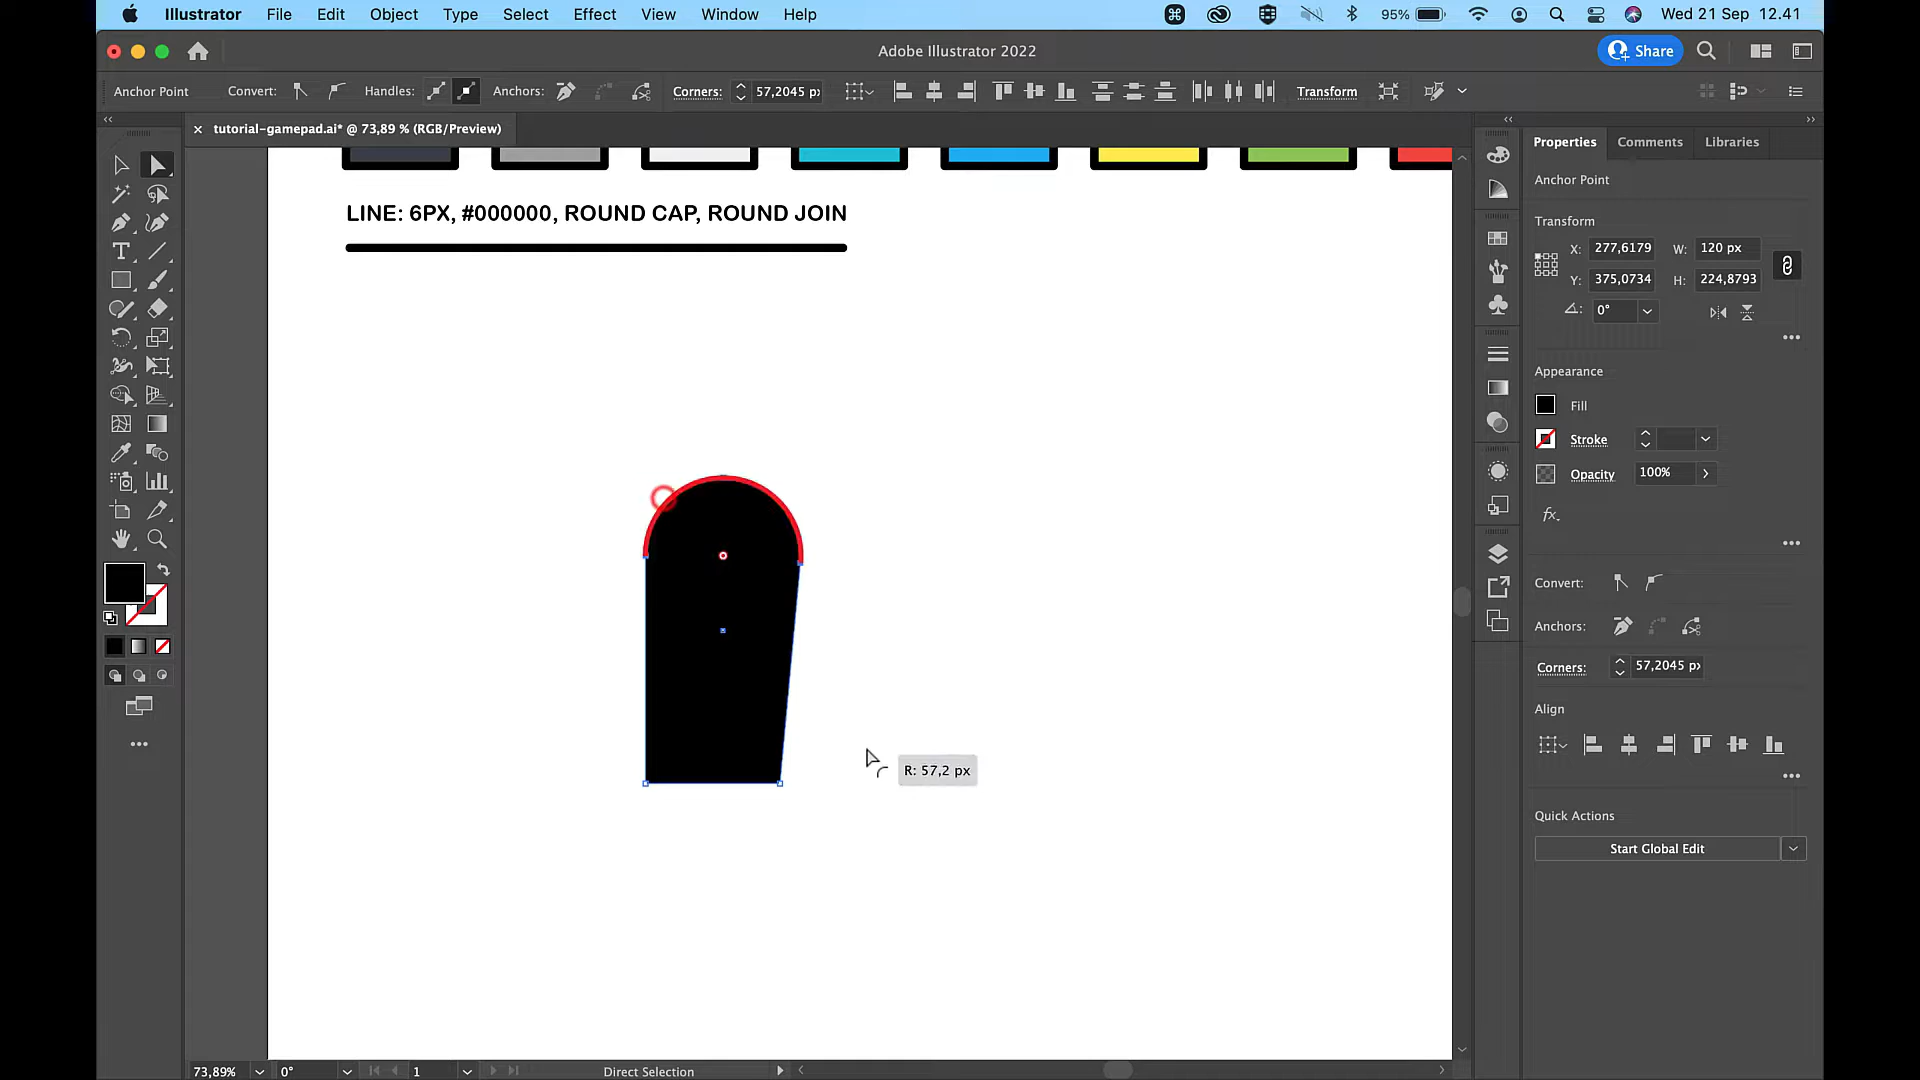 Illustrator File Edit Object Type Select Effect View Window Help 95% Wed 21 Sep 12.41
Adobe Illustrator 2022 Share
Anchor Point Convert: Handles: Anchors: Corners: 57,2045 px Transform
tutorial-gamepad.ai* @ 73,89 % (RGB/Preview)
Properties Comments Libraries
Anchor Point
Transform
X: 277,6179 W: 120 px
Y: 375,0734 H: 224,8793
0°
Appearance
Fill
Stroke
Opacity 100%
fx
Convert:
Anchors:
Corners: 57,2045 px
Align
Quick Actions
Start Global Edit
LINE: 6PX, #000000, ROUND CAP, ROUND JOIN
R: 57,2 px
73,89% 0° 1 Direct Selection